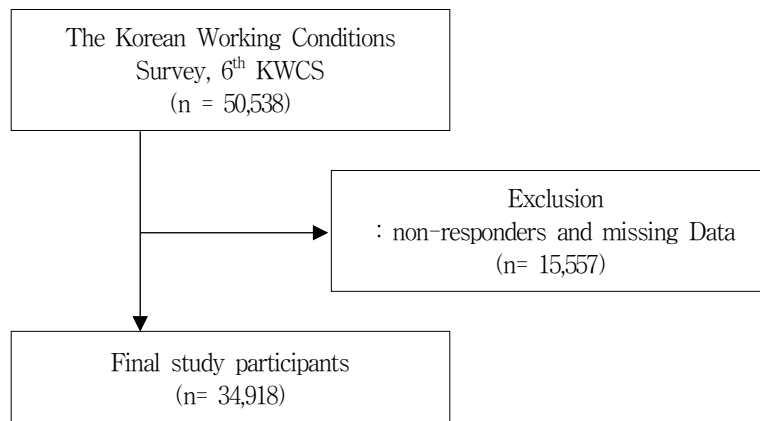 The Korean Working Conditions
Survey, 6th KWCS
(n = 50,538)
Exclusion
: non-responders and missing Data
(n= 15,557)
Final study participants
(n= 34,918)